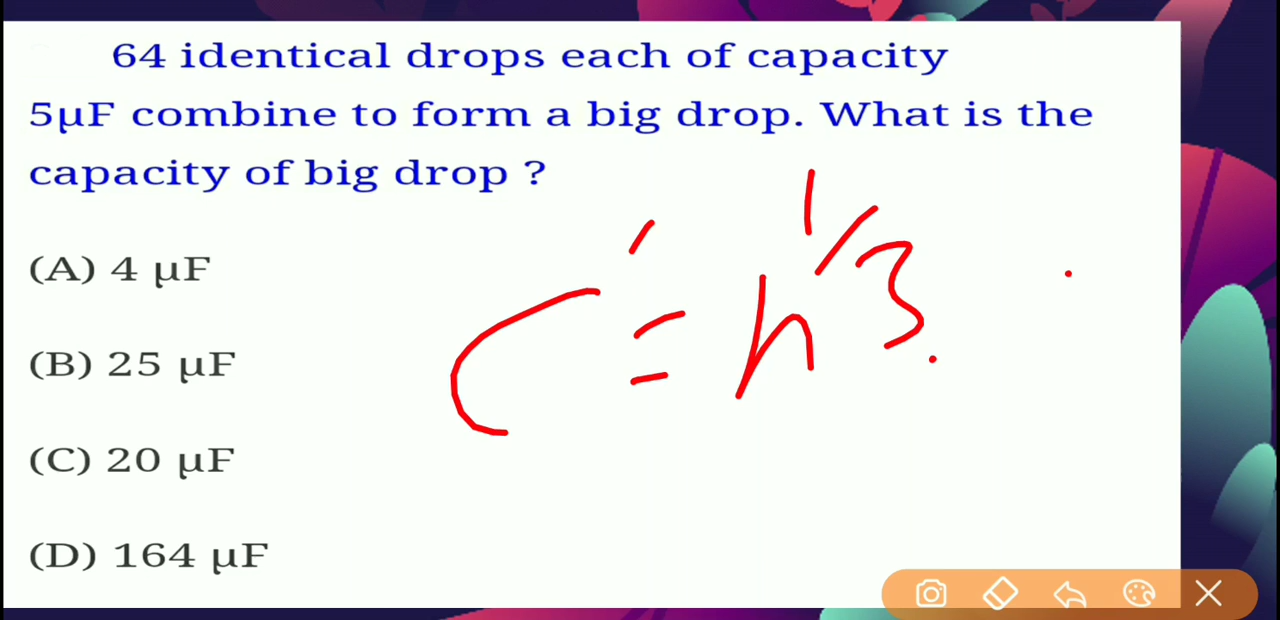 64 identical drops each of capacity
5µF combine to form a big drop. What is the
capacity of big drop ?
(A) 4 µF
(B) 25 µF
(C) 20 µF
(D) 164 µF
C' = n^1/3 .